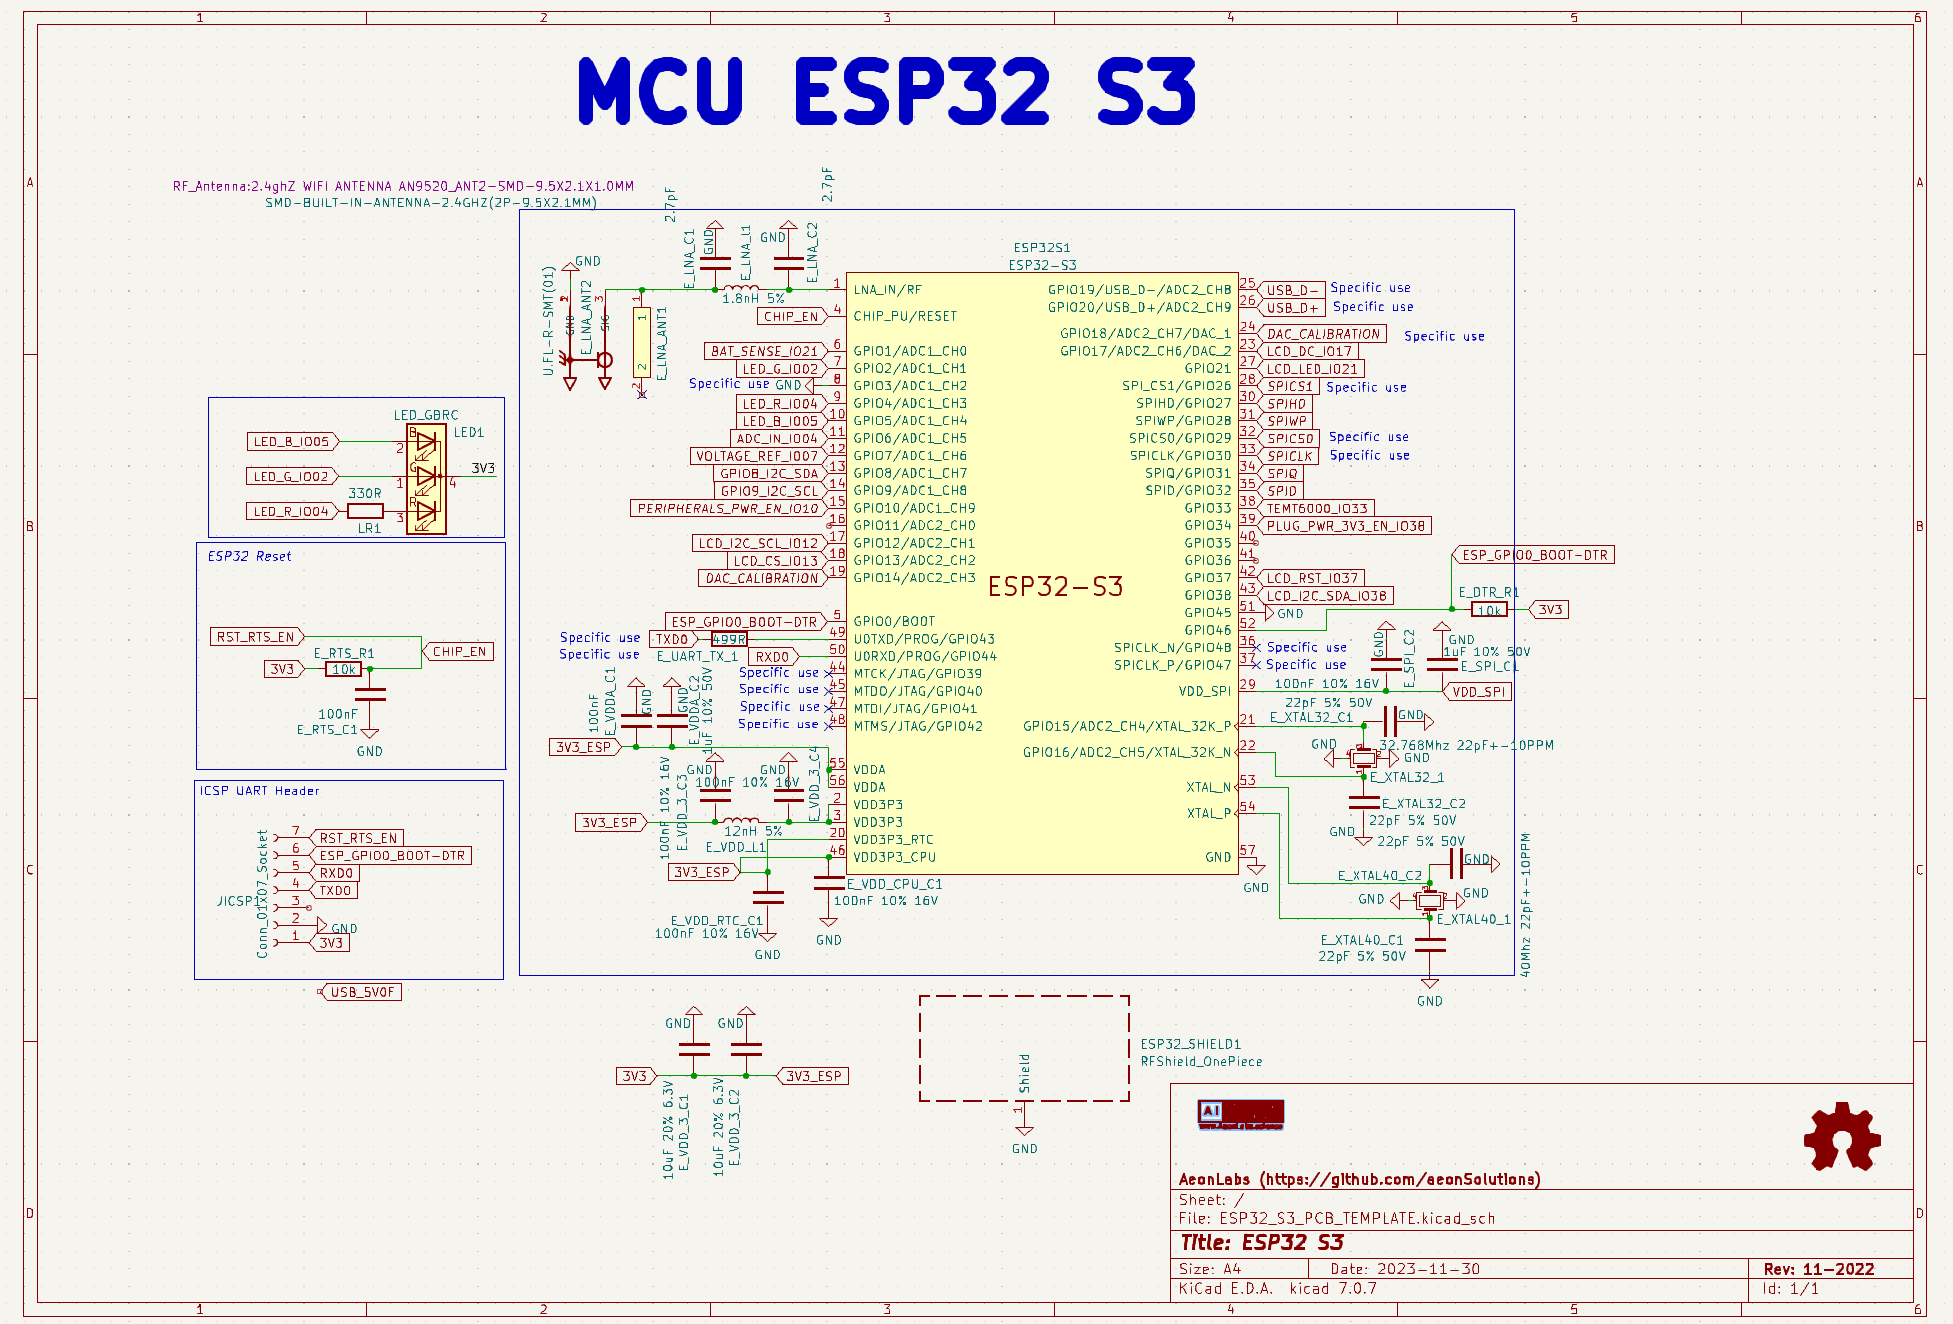 1 2 3 4 5 6
MCU ESP32 S3
A
RF_Antenna:2.4ghZ WIFI ANTENNA AN9520_ANT2-SMD-9.5X2.1X1.0MM
SMD-BUILT-IN-ANTENNA-2.4GHZ(2P-9.5X2.1MM)
2.7pF
2.7pF
GND
E_LNA_C1
GND
E_LNA_L1
GND
E_LNA_C2
1.8nH 5%
U.FL-R-SMT(01)
2
GND
E_LNA_ANT2
3
SIG
1
1
2
2
E_LNA_ANT1
ESP32S1
ESP32-S3
ESP32-S3
1 LNA_IN/RF
CHIP_EN 4 CHIP_PU/RESET
BAT_SENSE_IO21 6 GPIO1/ADC1_CH0
LED_G_IO02 7 GPIO2/ADC1_CH1
Specific use GND 8 GPIO3/ADC1_CH2
LED_R_IO04 9 GPIO4/ADC1_CH3
LED_B_IO05 10 GPIO5/ADC1_CH4
ADC_IN_IO04 11 GPIO6/ADC1_CH5
VOLTAGE_REF_IO07 12 GPIO7/ADC1_CH6
GPIO8_I2C_SDA 13 GPIO8/ADC1_CH7
GPIO9_I2C_SCL 14 GPIO9/ADC1_CH8
PERIPHERALS_PWR_EN_IO10 15 GPIO10/ADC1_CH9
16 GPIO11/ADC2_CH0
LCD_I2C_SCL_IO12 17 GPIO12/ADC2_CH1
LCD_CS_IO13 18 GPIO13/ADC2_CH2
DAC_CALIBRATION 19 GPIO14/ADC2_CH3
ESP_GPIO0_BOOT-DTR 5 GPIO0/BOOT
Specific use TXD0 499R 49 U0TXD/PROG/GPIO43
Specific use E_UART_TX_1 RXD0 50 U0RXD/PROG/GPIO44
Specific use 44 MTCK/JTAG/GPIO39
Specific use 45 MTDO/JTAG/GPIO40
Specific use 47 MTDI/JTAG/GPIO41
Specific use 48 MTMS/JTAG/GPIO42
55 VDDA
56 VDDA
2 VDD3P3
3 VDD3P3
20 VDD3P3_RTC
46 VDD3P3_CPU
GPIO19/USB_D-/ADC2_CH8 25 USB_D- Specific use
GPIO20/USB_D+/ADC2_CH9 26 USB_D+ Specific use
GPIO18/ADC2_CH7/DAC_1 24 DAC_CALIBRATION Specific use
GPIO17/ADC2_CH6/DAC_2 23 LCD_DC_IO17
GPIO21 27 LCD_LED_IO21
SPI_CS1/GPIO26 28 SPICS1 Specific use
SPIHD/GPIO27 30 SPIHD
SPIWP/GPIO28 31 SPIWP
SPICS0/GPIO29 32 SPICS0 Specific use
SPICLK/GPIO30 33 SPICLK Specific use
SPIQ/GPIO31 34 SPIQ
SPID/GPIO32 35 SPID
GPIO33 38 TEMT6000_IO33
GPIO34 39 PLUG_PWR_3V3_EN_IO38
GPIO35 40
GPIO36 41
GPIO37 42 LCD_RST_IO37
GPIO38 43 LCD_I2C_SDA_IO38
GPIO45 51 GND
GPIO46 52
SPICLK_N/GPIO48 36 Specific use
SPICLK_P/GPIO47 37 Specific use
VDD_SPI 29
GPIO15/ADC2_CH4/XTAL_32K_P 21
GPIO16/ADC2_CH5/XTAL_32K_N 22
XTAL_N 53
XTAL_P 54
GND 57
GND
ESP_GPIO0_BOOT-DTR
E_DTR_R1
10k 3V3
GND
E_SPI_C2
GND
1uF 10% 50V
E_SPI_C1
100nF 10% 16V
VDD_SPI
22pF 5% 50V
E_XTAL32_C1
GND
GND
32.768Mhz 22pF+-10PPM
GND
E_XTAL32_1
E_XTAL32_C2
22pF 5% 50V
GND
22pF 5% 50V
E_XTAL40_C2
GND
GND
GND
E_XTAL40_1
E_XTAL40_C1
22pF 5% 50V
GND
40Mhz 22pF+-10PPM
LED_GBRC
LED1
LED_B_IO05 2 B
LED_G_IO02 1 G 4 3V3
330R
LED_R_IO04 3 R
LR1
B
ESP32 Reset
RST_RTS_EN
E_RTS_R1
CHIP_EN
3V3 10k
100nF
E_RTS_C1
GND
100nF
E_VDDA_C1
GND
GND
E_VDDA_C2
1uF 10% 50V
3V3_ESP
GND
100nF 10% 16V
GND
E_VDD_3_C4
100nF 10% 16V
E_VDD_3_C3
3V3_ESP
12nH 5%
E_VDD_L1
3V3_ESP
E_VDD_CPU_C1
100nF 10% 16V
GND
E_VDD_RTC_C1
100nF 10% 16V
GND
C
ICSP UART Header
Conn_01x07_Socket
JICSP1
7 RST_RTS_EN
6 ESP_GPIO0_BOOT-DTR
5 RXD0
4 TXD0
3
2 GND
1 3V3
USB_5V0F
GND
GND
3V3
3V3_ESP
10uF 20% 6.3V
E_VDD_3_C1
10uF 20% 6.3V
E_VDD_3_C2
Shield
1
GND
ESP32_SHIELD1
RFShield_OnePiece
D
AI
AeonLabs (https://github.com/aeonSolutions)
Sheet: /
File: ESP32_S3_PCB_TEMPLATE.kicad_sch
Title: ESP32 S3
Size: A4 Date: 2023-11-30 Rev: 11-2022
KiCad E.D.A. kicad 7.0.7 Id: 1/1
1 2 3 4 5 6